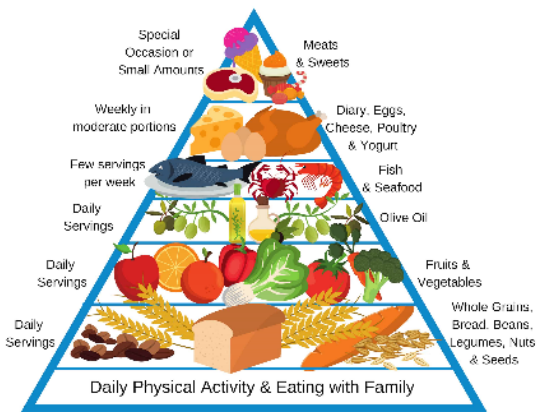 Special
Occasion or
Small Amounts
Meats
& Sweets
Weekly in
moderate portions
Diary, Eggs,
Cheese, Poultry
& Yogurt
Few servings
per week
Fish
& Seafood
Daily
Servings
Olive Oil
Daily
Servings
Fruits &
Vegetables
Daily
Servings
Whole Grains,
Bread, Beans,
Legumes, Nuts
& Seeds
Daily Physical Activity & Eating with Family